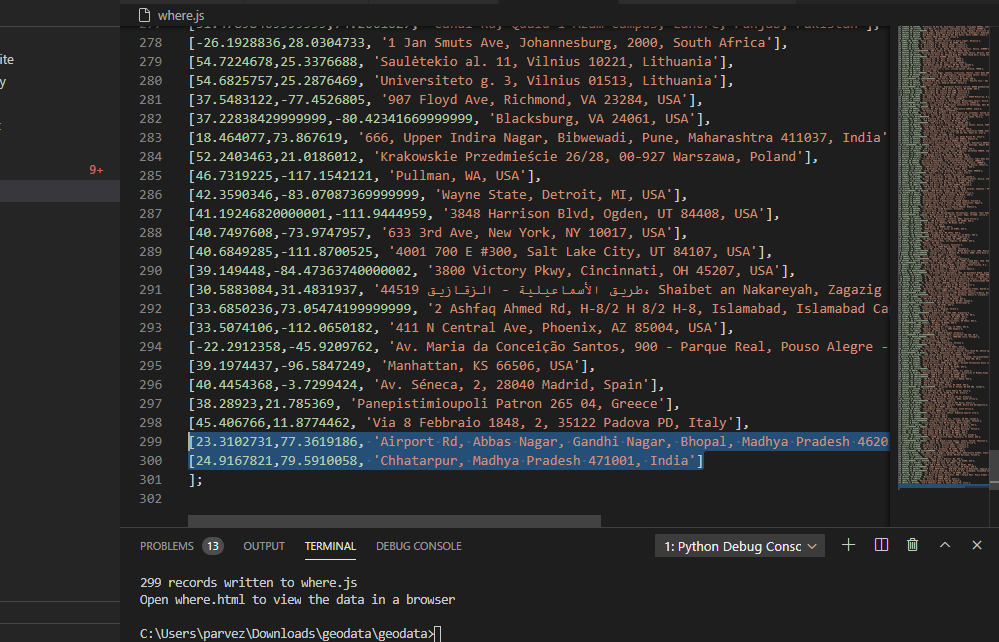 where.js
ite
y
9+
278 [-26.1928836,28.0304733, '1 Jan Smuts Ave, Johannesburg, 2000, South Africa'],
279 [54.7224678,25.3376688, 'Saulėtekio al. 11, Vilnius 10221, Lithuania'],
280 [54.6825757,25.2876469, 'Universiteto g. 3, Vilnius 01513, Lithuania'],
281 [37.5483122,-77.4526805, '907 Floyd Ave, Richmond, VA 23284, USA'],
282 [37.22838429999999,-80.42341669999999, 'Blacksburg, VA 24061, USA'],
283 [18.464077,73.867619, '666, Upper Indira Nagar, Bibwewadi, Pune, Maharashtra 411037, India'
284 [52.2403463,21.0186012, 'Krakowskie Przedmieście 26/28, 00-927 Warszawa, Poland'],
285 [46.7319225,-117.1542121, 'Pullman, WA, USA'],
286 [42.3590346,-83.07087369999999, 'Wayne State, Detroit, MI, USA'],
287 [41.19246820000001,-111.9444959, '3848 Harrison Blvd, Ogden, UT 84408, USA'],
288 [40.7497608,-73.9747957, '633 3rd Ave, New York, NY 10017, USA'],
289 [40.6849285,-111.8700525, '4001 700 E #300, Salt Lake City, UT 84107, USA'],
290 [39.149448,-84.47363740000002, '3800 Victory Pkwy, Cincinnati, OH 45207, USA'],
291 [30.5883084,31.4831937, '44519 طريق الأسماعيلية - الزقازيق، Shaibet an Nakareyah, Zagazig
292 [33.6850236,73.05474199999999, '2 Ashfaq Ahmed Rd, H-8/2 H 8/2 H-8, Islamabad, Islamabad Ca
293 [33.5074106,-112.0650182, '411 N Central Ave, Phoenix, AZ 85004, USA'],
294 [-22.2912358,-45.9209762, 'Av. Maria da Conceição Santos, 900 - Parque Real, Pouso Alegre -
295 [39.1974437,-96.5847249, 'Manhattan, KS 66506, USA'],
296 [40.4454368,-3.7299424, 'Av. Séneca, 2, 28040 Madrid, Spain'],
297 [38.28923,21.785369, 'Panepistimioupoli Patron 265 04, Greece'],
298 [45.406766,11.8774462, 'Via 8 Febbraio 1848, 2, 35122 Padova PD, Italy'],
299 [23.3102731,77.3619186, 'Airport Rd, Abbas Nagar, Gandhi Nagar, Bhopal, Madhya Pradesh 4620
300 [24.9167821,79.5910058, 'Chhatarpur, Madhya Pradesh 471001, India']
301 ];
302
PROBLEMS 13 OUTPUT TERMINAL DEBUG CONSOLE 1: Python Debug Consc
299 records written to where.js
Open where.html to view the data in a browser
C:\Users\parvez\Downloads\geodata\geodata>